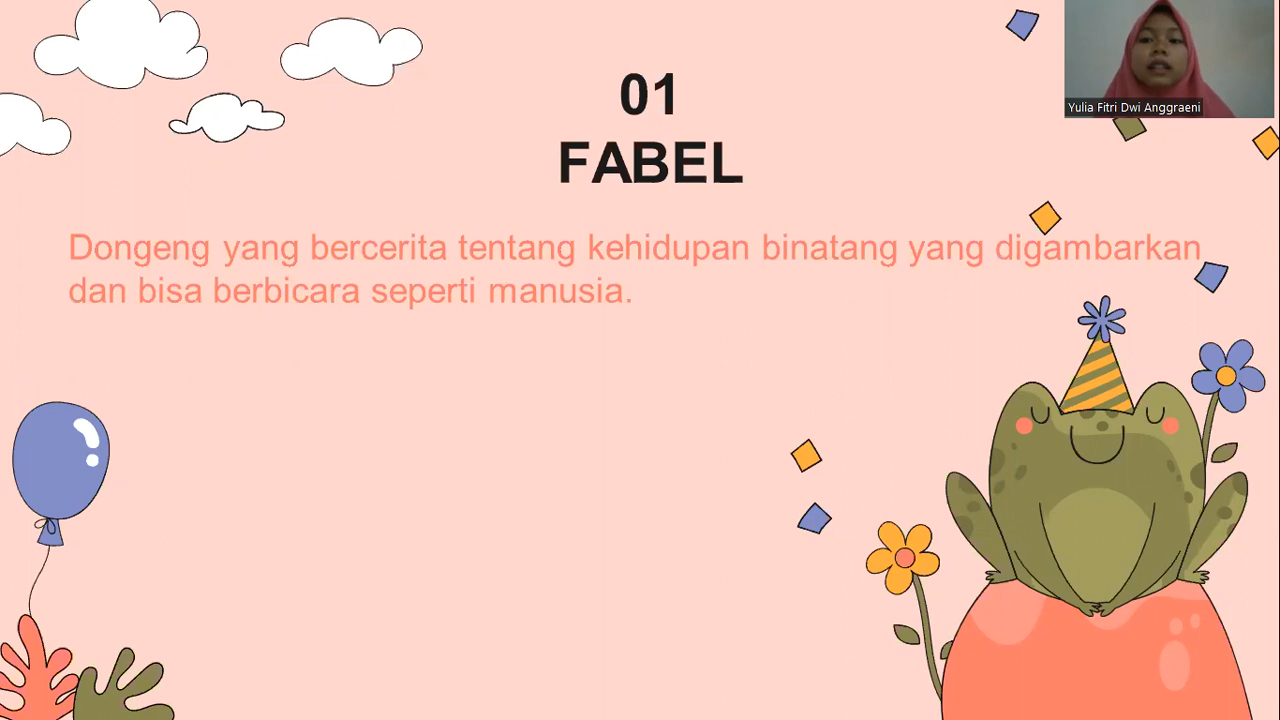 01
FABEL
Dongeng yang bercerita tentang kehidupan binatang yang digambarkan
dan bisa berbicara seperti manusia.
Yulia Fitri Dwi Anggraeni